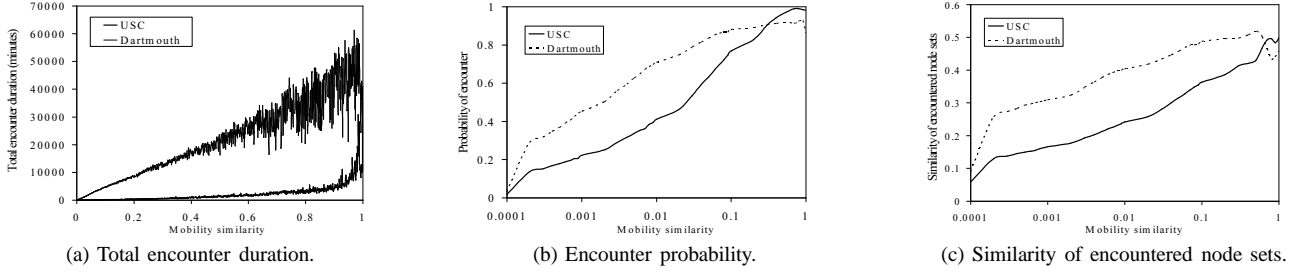 70000
60000
50000
40000
30000
20000
10000
0
Total encounter duration (minutes)
USC
Dartmouth
0 0.2 0.4 0.6 0.8 1
Mobility similarity
(a) Total encounter duration.
1
0.8
0.6
0.4
0.2
0
Probability of encounter
USC
Dartmouth
0.0001 0.001 0.01 0.1 1
Mobility similarity
(b) Encounter probability.
0.6
0.5
0.4
0.3
0.2
0.1
0
Similarity of encountered node sets
USC
Dartmouth
0.0001 0.001 0.01 0.1 1
Mobility similarity
(c) Similarity of encountered node sets.